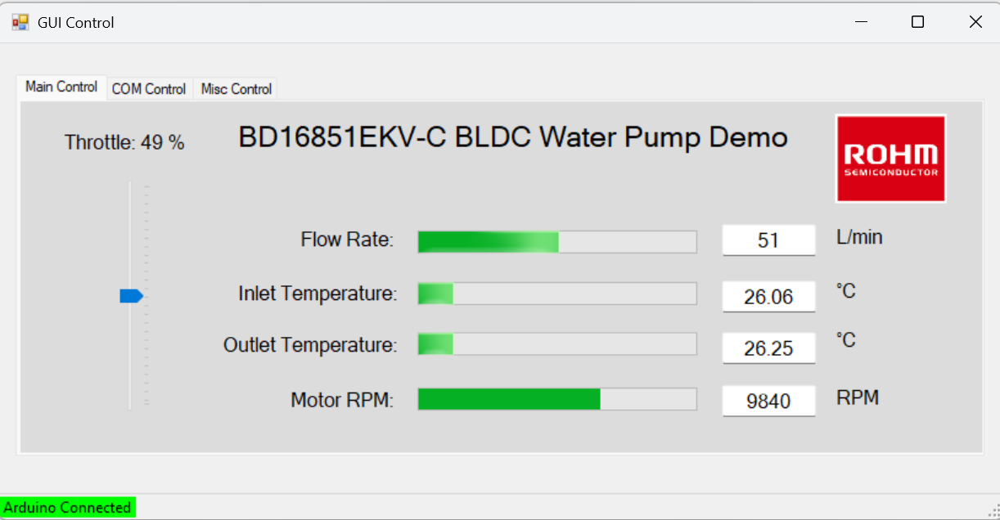 GUI Control
Main Control COM Control Misc Control
Throttle: 49 %
BD16851EKV-C BLDC Water Pump Demo
ROHM
SEMICONDUCTOR
Flow Rate: 51 L/min
Inlet Temperature: 26.06 °C
Outlet Temperature: 26.25 °C
Motor RPM: 9840 RPM
Arduino Connected